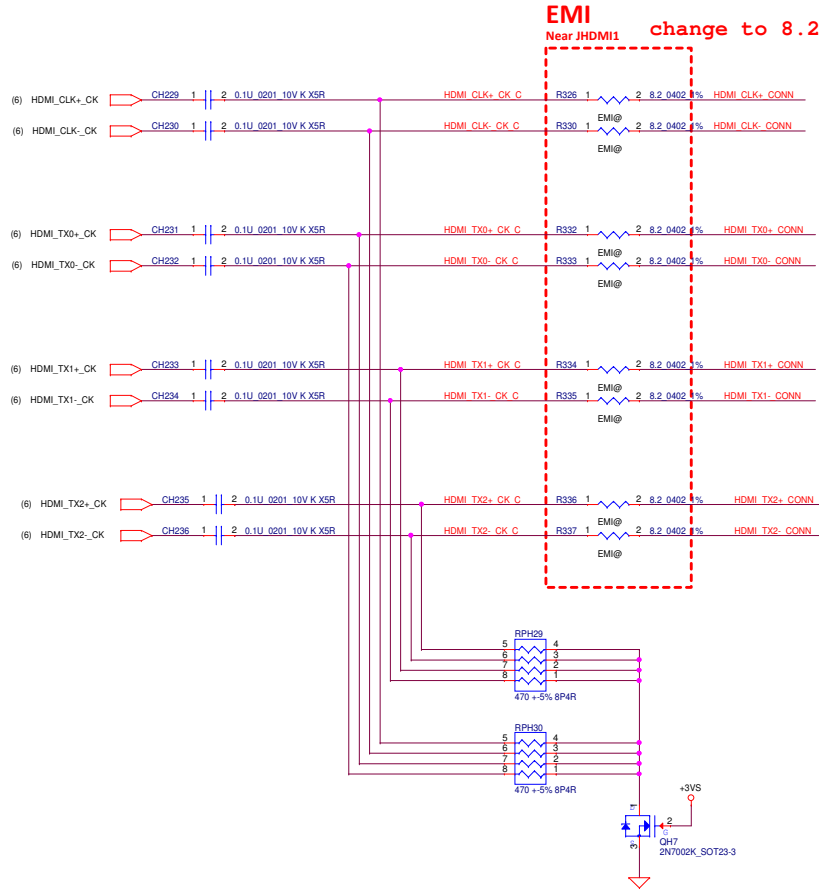 EMI
Near JHDMI1
change to 8.2
(6) HDMI_CLK+_CK CH229 1 2 0.1U_0201_10V K X5R HDMI_CLK+_CK_C R326 1 2 8.2_0402_1% HDMI_CLK+_CONN
EMI@
(6) HDMI_CLK-_CK CH230 1 2 0.1U_0201_10V K X5R HDMI_CLK-_CK_C R330 1 2 8.2_0402_1% HDMI_CLK-_CONN
EMI@
(6) HDMI_TX0+_CK CH231 1 2 0.1U_0201_10V K X5R HDMI_TX0+_CK_C R332 1 2 8.2_0402_1% HDMI_TX0+_CONN
EMI@
(6) HDMI_TX0-_CK CH232 1 2 0.1U_0201_10V K X5R HDMI_TX0-_CK_C R333 1 2 8.2_0402_1% HDMI_TX0-_CONN
EMI@
(6) HDMI_TX1+_CK CH233 1 2 0.1U_0201_10V K X5R HDMI_TX1+_CK_C R334 1 2 8.2_0402_1% HDMI_TX1+_CONN
EMI@
(6) HDMI_TX1-_CK CH234 1 2 0.1U_0201_10V K X5R HDMI_TX1-_CK_C R335 1 2 8.2_0402_1% HDMI_TX1-_CONN
EMI@
(6) HDMI_TX2+_CK CH235 1 2 0.1U_0201_10V K X5R HDMI_TX2+_CK_C R336 1 2 8.2_0402_1% HDMI_TX2+_CONN
EMI@
(6) HDMI_TX2-_CK CH236 1 2 0.1U_0201_10V K X5R HDMI_TX2-_CK_C R337 1 2 8.2_0402_1% HDMI_TX2-_CONN
EMI@
RPH29
5 4
6 3
7 2
8 1
470 +-5% 8P4R
RPH30
5 4
6 3
7 2
8 1
470 +-5% 8P4R
+3VS
D 1
2
G
S 3
QH7
2N7002K_SOT23-3